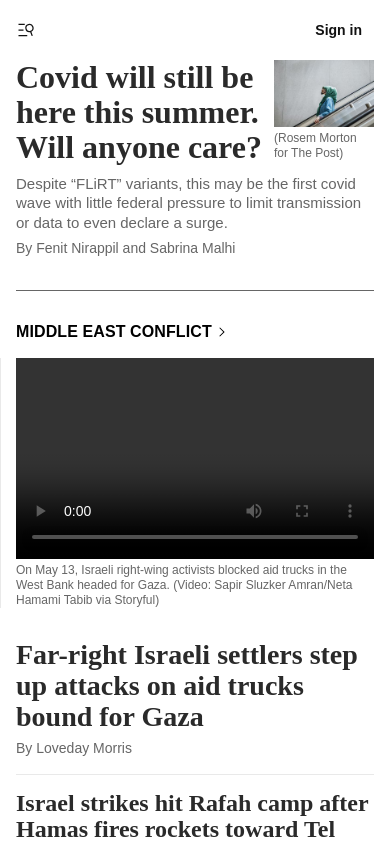 Sign in
Covid will still be
here this summer.
Will anyone care?
(Rosem Morton
for The Post)
Despite “FLiRT” variants, this may be the first covid
wave with little federal pressure to limit transmission
or data to even declare a surge.
By Fenit Nirappil and Sabrina Malhi
MIDDLE EAST CONFLICT
0:00
On May 13, Israeli right-wing activists blocked aid trucks in the
West Bank headed for Gaza. (Video: Sapir Sluzker Amran/Neta
Hamami Tabib via Storyful)
Far-right Israeli settlers step
up attacks on aid trucks
bound for Gaza
By Loveday Morris
Israel strikes hit Rafah camp after
Hamas fires rockets toward Tel